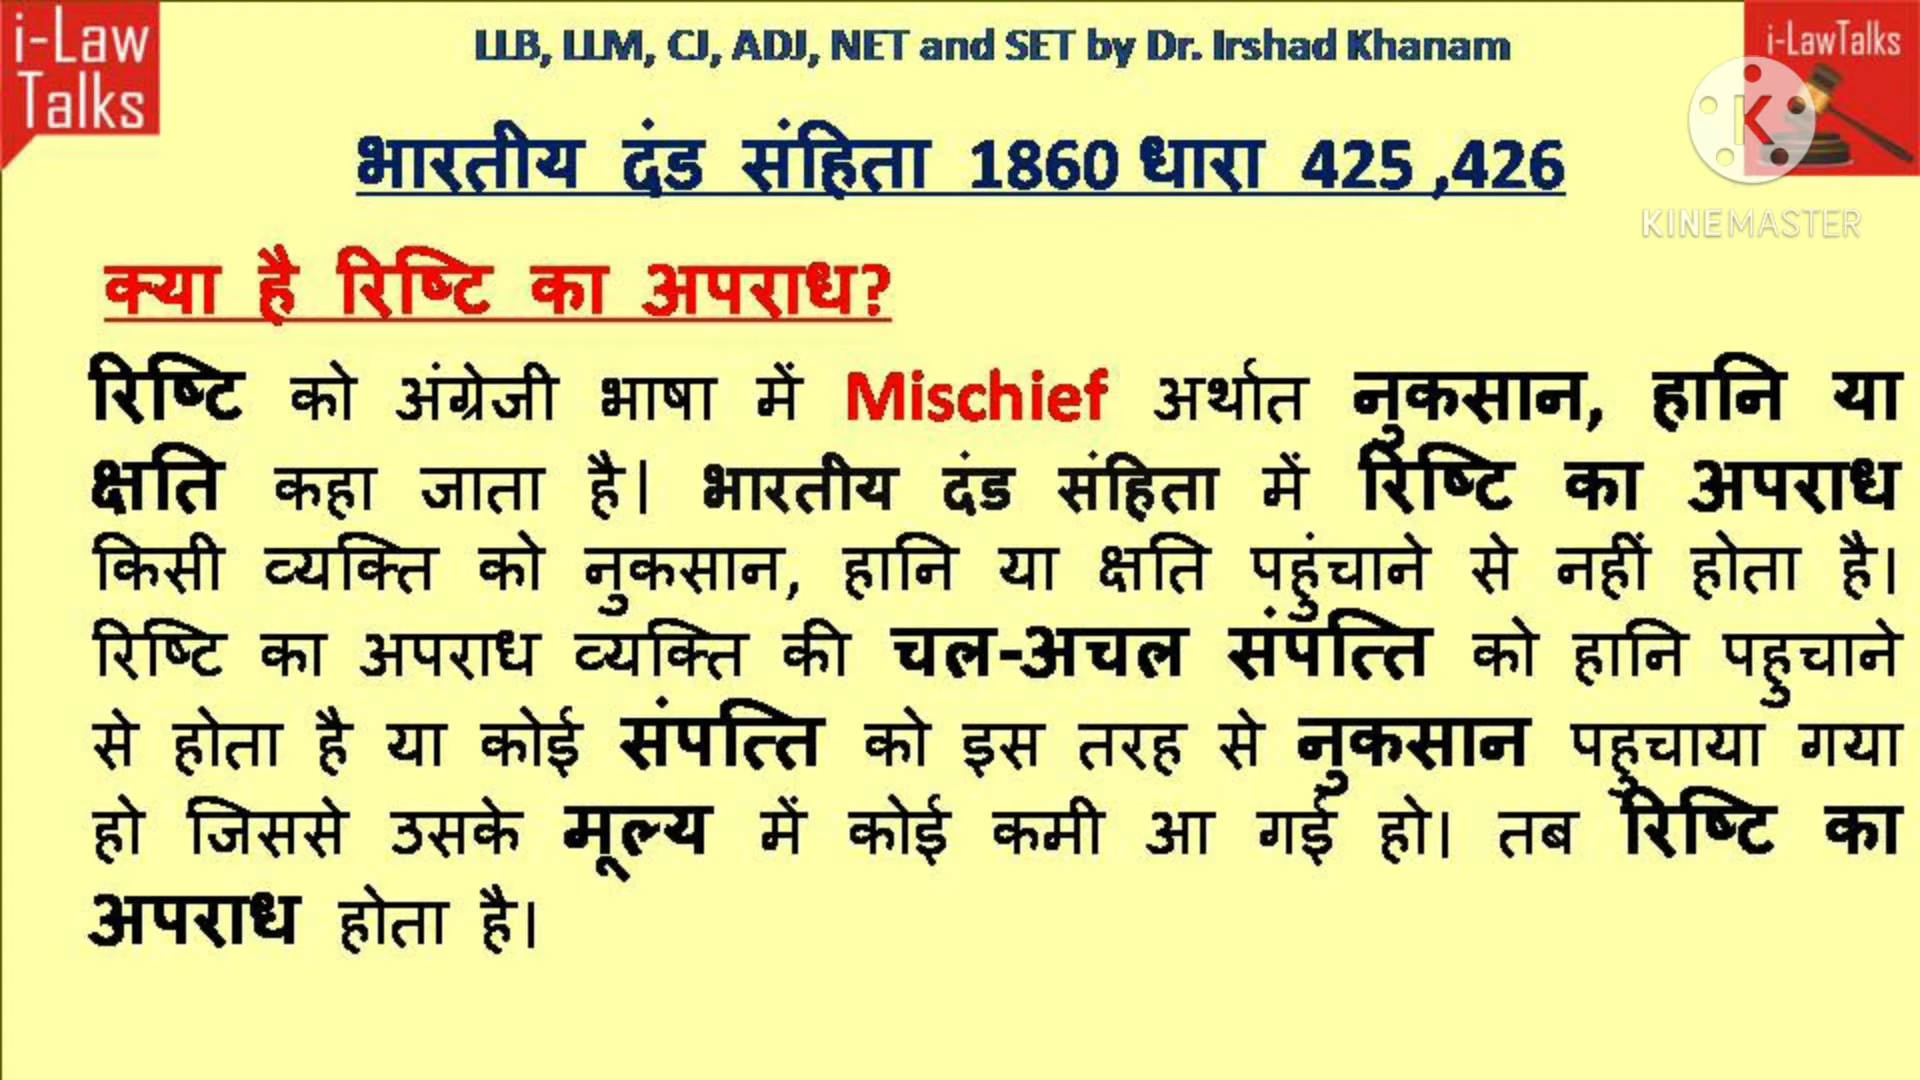 i-Law
Talks
LLB, LLM, CJ, ADJ, NET and SET by Dr. Irshad Khanam
i-LawTalks
K
KINEMASTER
भारतीय दंड संहिता 1860 धारा 425 ,426
क्या है रिष्टि का अपराध?
रिष्टि को अंग्रेजी भाषा में Mischief अर्थात नुकसान, हानि या
क्षति कहा जाता है। भारतीय दंड संहिता में रिष्टि का अपराध
किसी व्यक्ति को नुकसान, हानि या क्षति पहुंचाने से नहीं होता है।
रिष्टि का अपराध व्यक्ति की चल-अचल संपत्ति को हानि पहुचाने
से होता है या कोई संपत्ति को इस तरह से नुकसान पहुचाया गया
हो जिससे उसके मूल्य में कोई कमी आ गई हो। तब रिष्टि का
अपराध होता है।